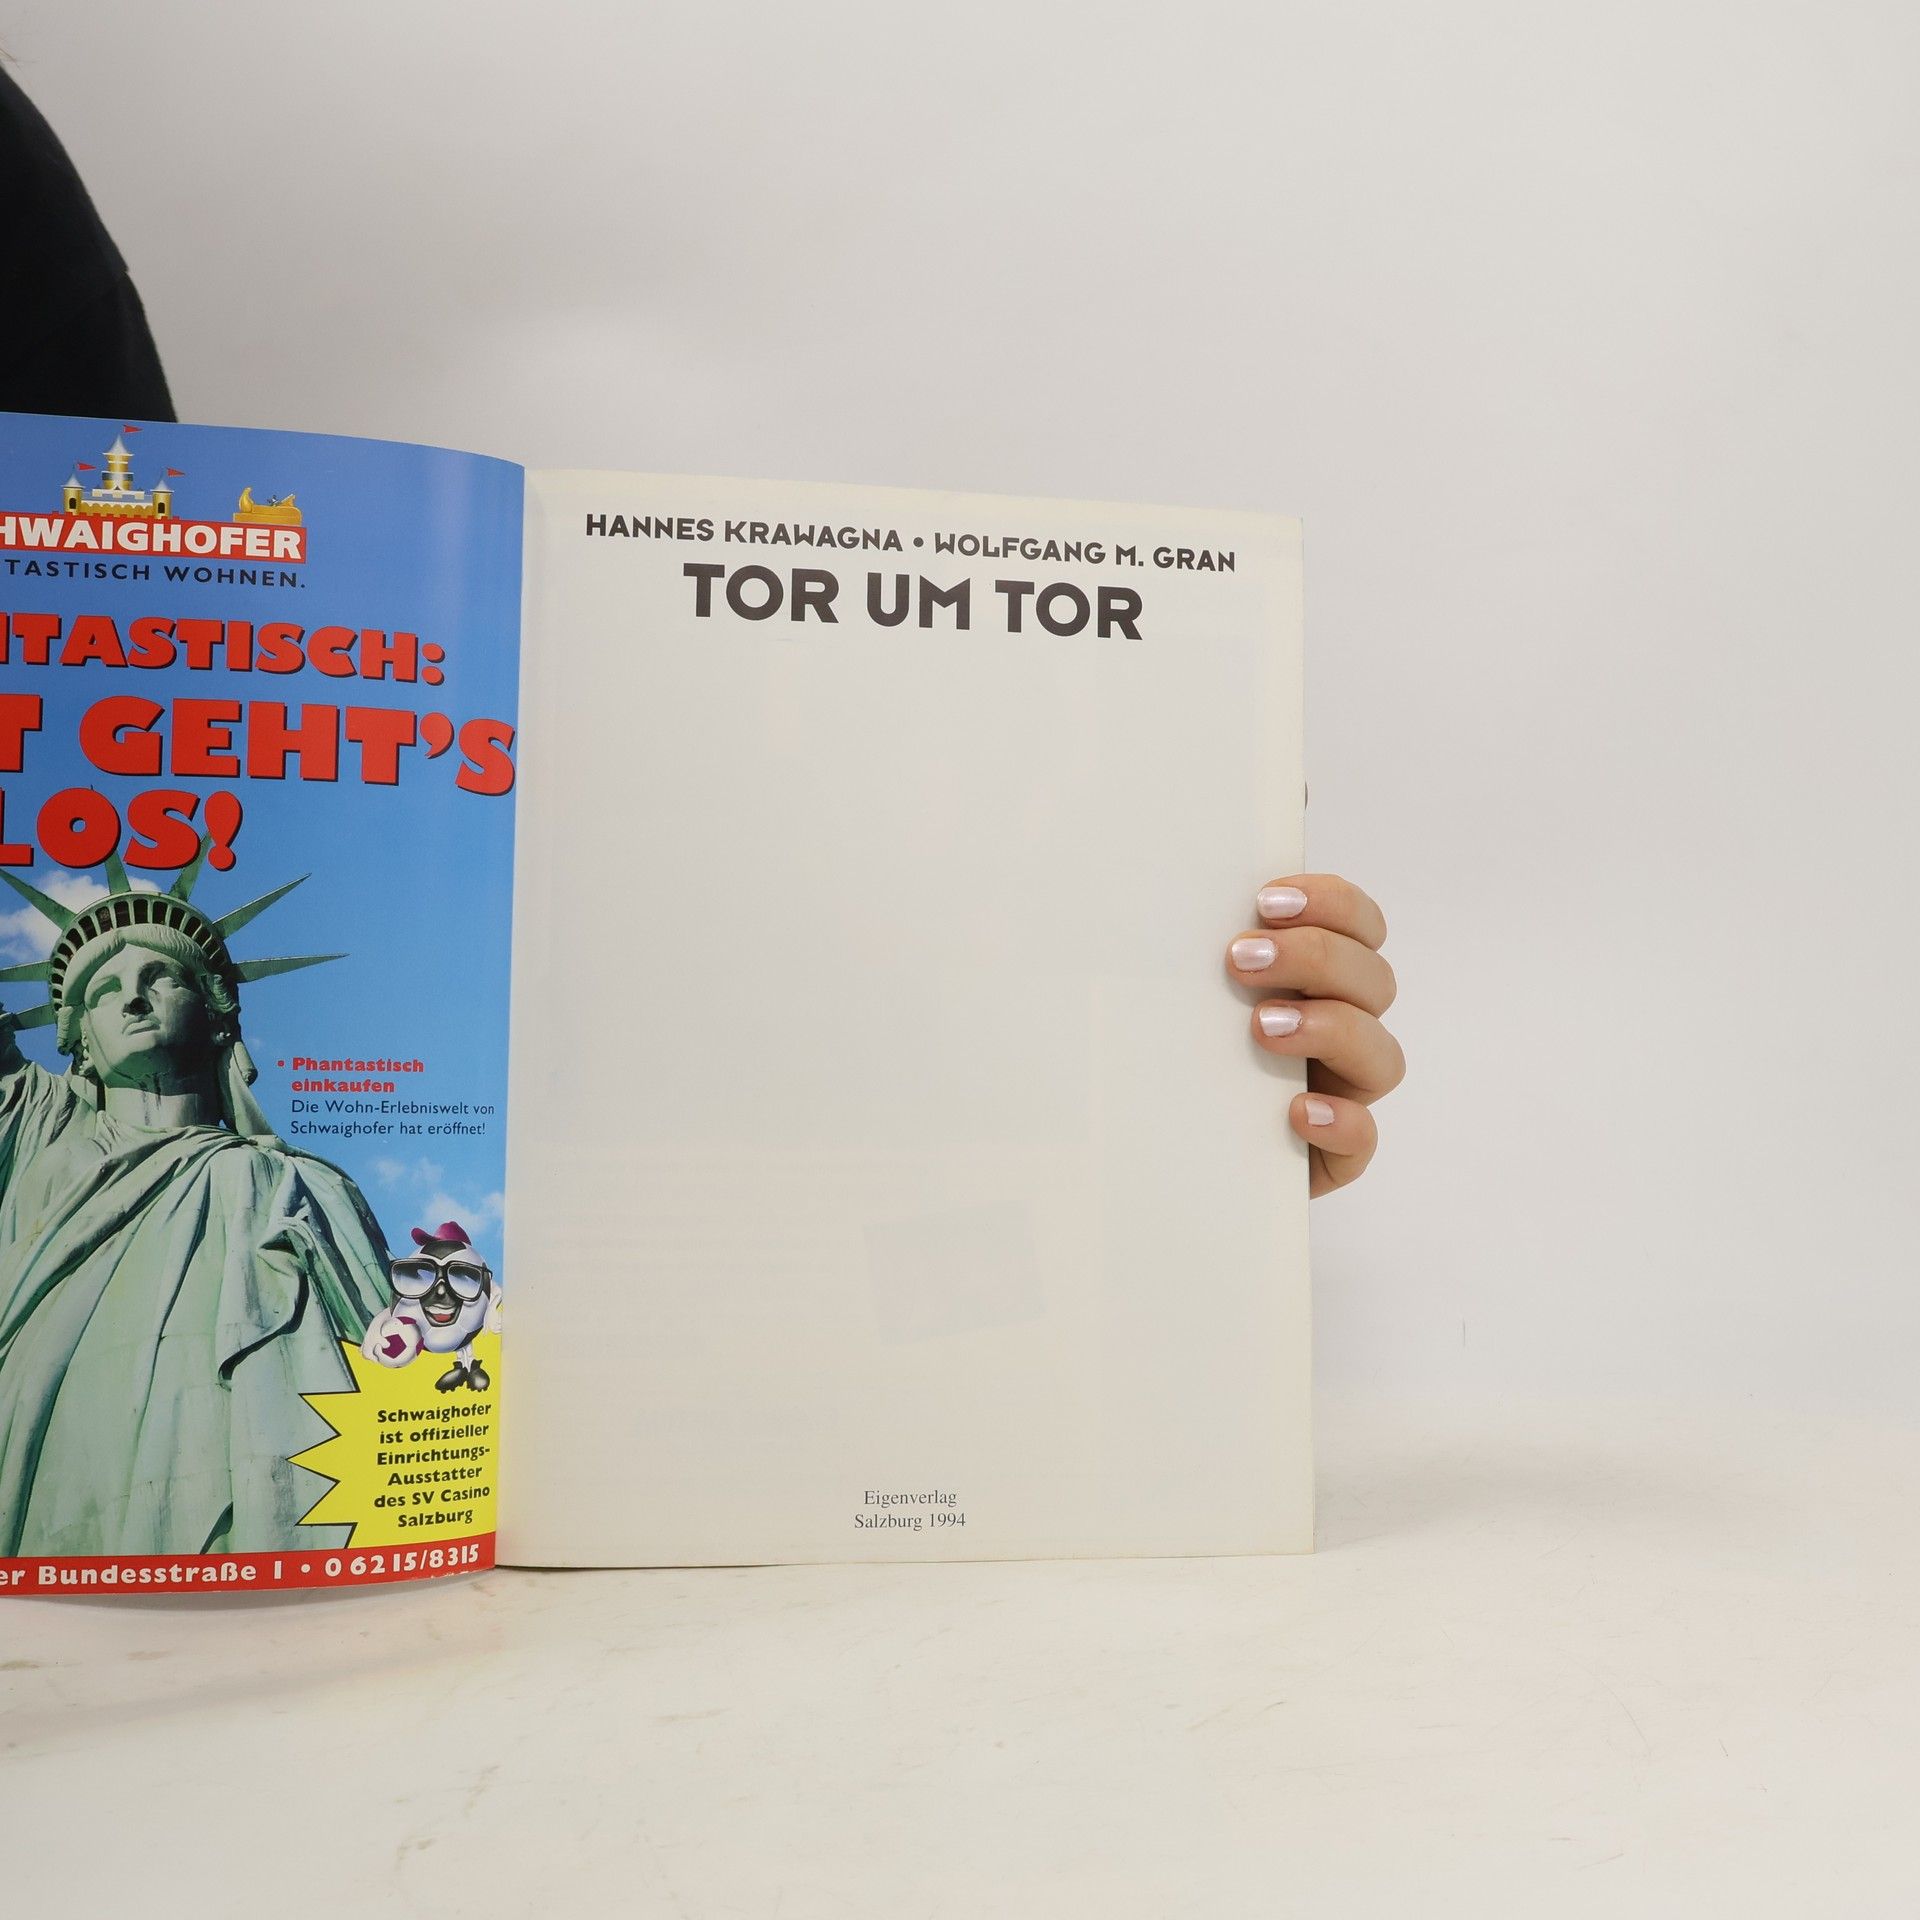 HWAIGHOFER
TASTISCH WOHNEN.
NTASTISCH:
T GEHT'S
LOS!
• Phantastisch
einkaufen
Die Wohn-Erlebniswelt von
Schwaighofer hat eröffnet!
Schwaighofer
ist offizieller
Einrichtungs-
Ausstatter
des SV Casino
Salzburg
er Bundesstraße 1 • 0 62 15/8315
HANNES KRAWAGNA • WOLFGANG M. GRAN
TOR UM TOR
Eigenverlag
Salzburg 1994